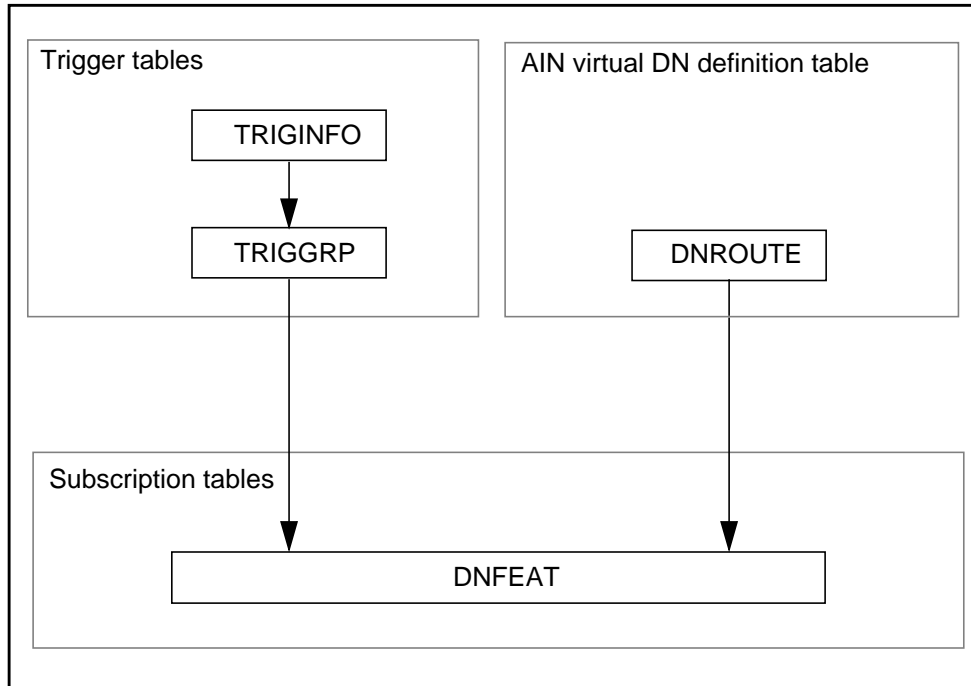 Trigger tables
TRIGINFO
TRIGGRP
AIN virtual DN definition table
DNROUTE
Subscription tables
DNFEAT